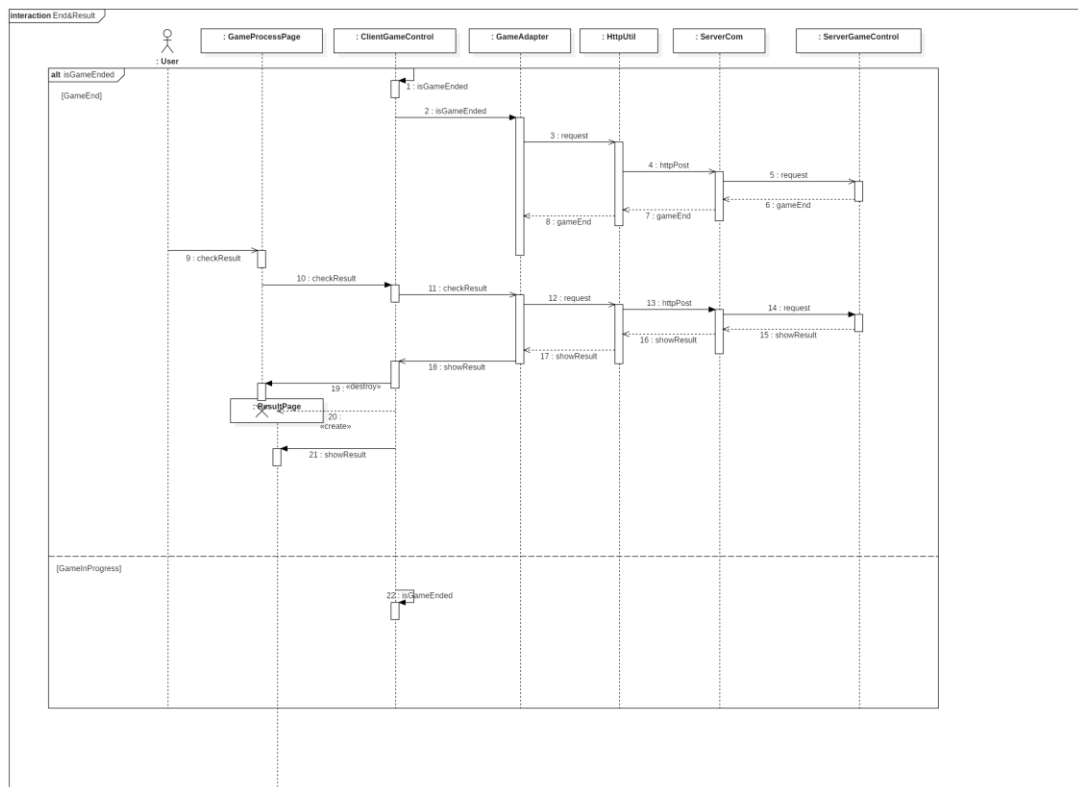 interaction End&Result
: User
: GameProcessPage
: ClientGameControl
: GameAdapter
: HttpUtil
: ServerCom
: ServerGameControl
alt isGameEnded
[GameEnd]
1 : isGameEnded
2 : isGameEnded
3 : request
4 : httpPost
5 : request
6 : gameEnd
7 : gameEnd
8 : gameEnd
9 : checkResult
10 : checkResult
11 : checkResult
12 : request
13 : httpPost
14 : request
15 : showResult
16 : showResult
17 : showResult
18 : showResult
19 : «destroy»
: ResultPage
20 :
«create»
21 : showResult
[GameInProgress]
22 : isGameEnded